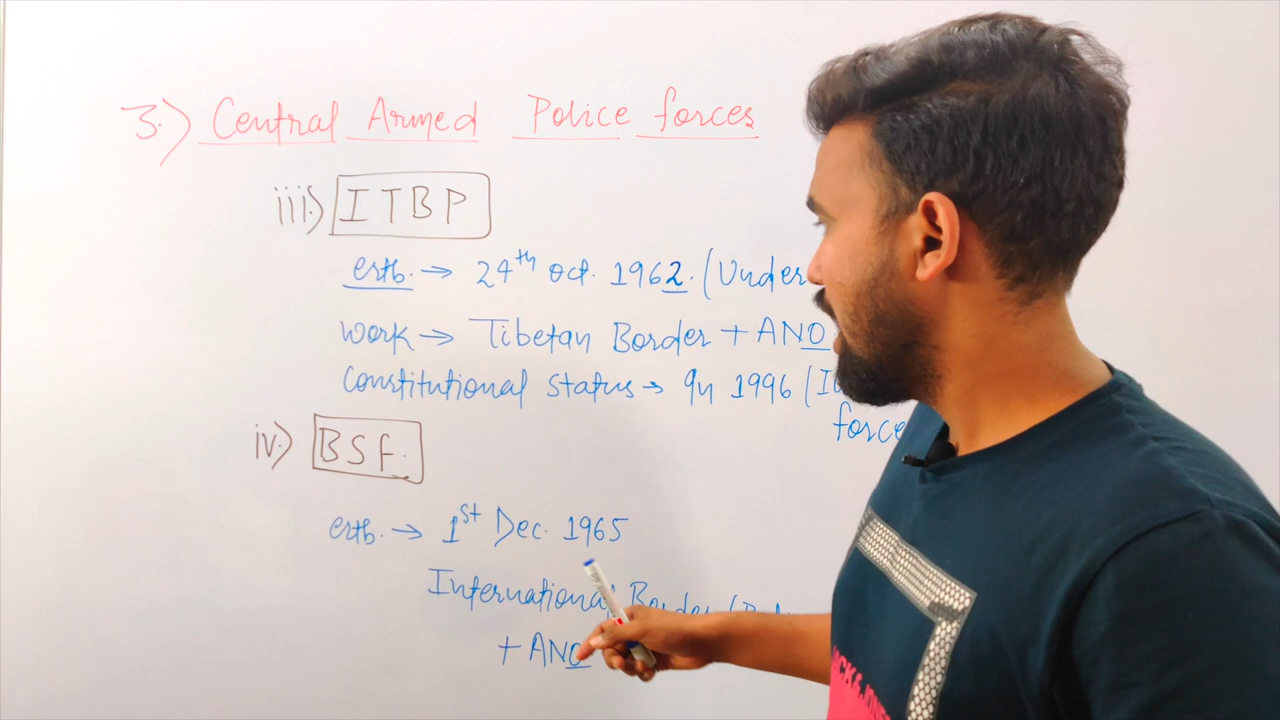 3.) Central Armed Police forces
iii) ITBP
estb. → 24th oct. 1962. (Under
work → Tibetan Border + ANO
Constitutional Status → 1996
force
iv) BSF.
estb. → 1st Dec. 1965
International Border
+ ANO